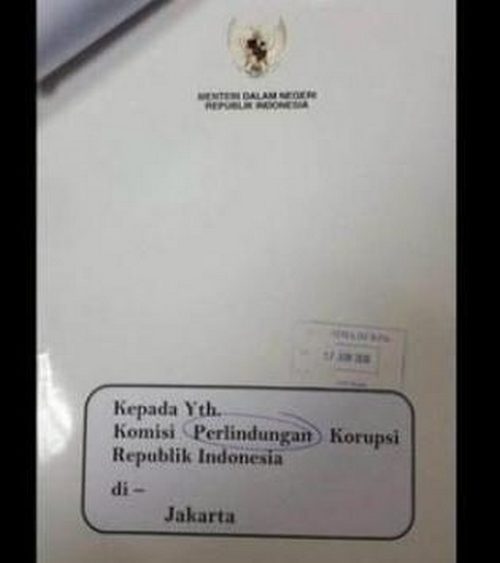 MENTERI DALAM NEGERI
REPUBLIK INDONESIA
Kepada Yth.
Komisi Perlindungan Korupsi
Republik Indonesia
di –
Jakarta